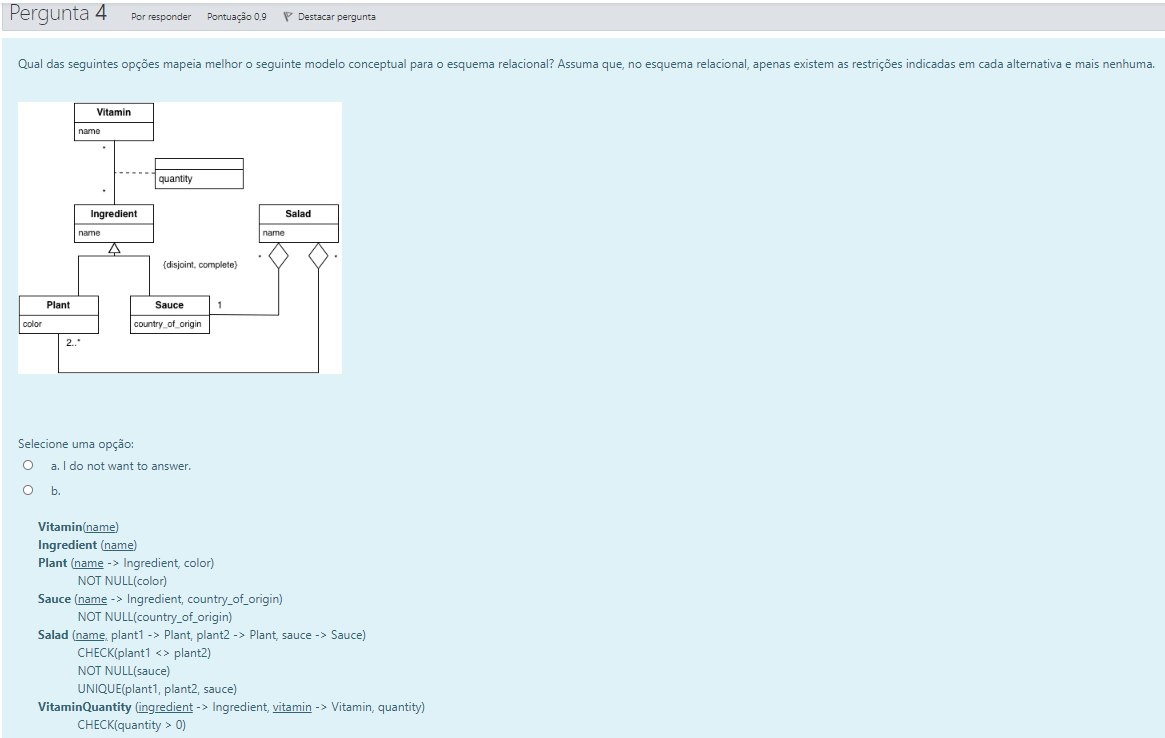 Pergunta 4 Por responder Pontuação 0,9 Destacar pergunta
Qual das seguintes opções mapeia melhor o seguinte modelo conceptual para o esquema relacional? Assuma que, no esquema relacional, apenas existem as restrições indicadas em cada alternativa e mais nenhuma.
Vitamin
name
*
quantity
*
Ingredient
name
Salad
name
{disjoint, complete}
*
*
Plant
color
Sauce
country_of_origin
1
2..*
Selecione uma opção:
a. I do not want to answer.
b.
Vitamin(name)
Ingredient (name)
Plant (name -> Ingredient, color)
NOT NULL(color)
Sauce (name -> Ingredient, country_of_origin)
NOT NULL(country_of_origin)
Salad (name, plant1 -> Plant, plant2 -> Plant, sauce -> Sauce)
CHECK(plant1 <> plant2)
NOT NULL(sauce)
UNIQUE(plant1, plant2, sauce)
VitaminQuantity (ingredient -> Ingredient, vitamin -> Vitamin, quantity)
CHECK(quantity > 0)